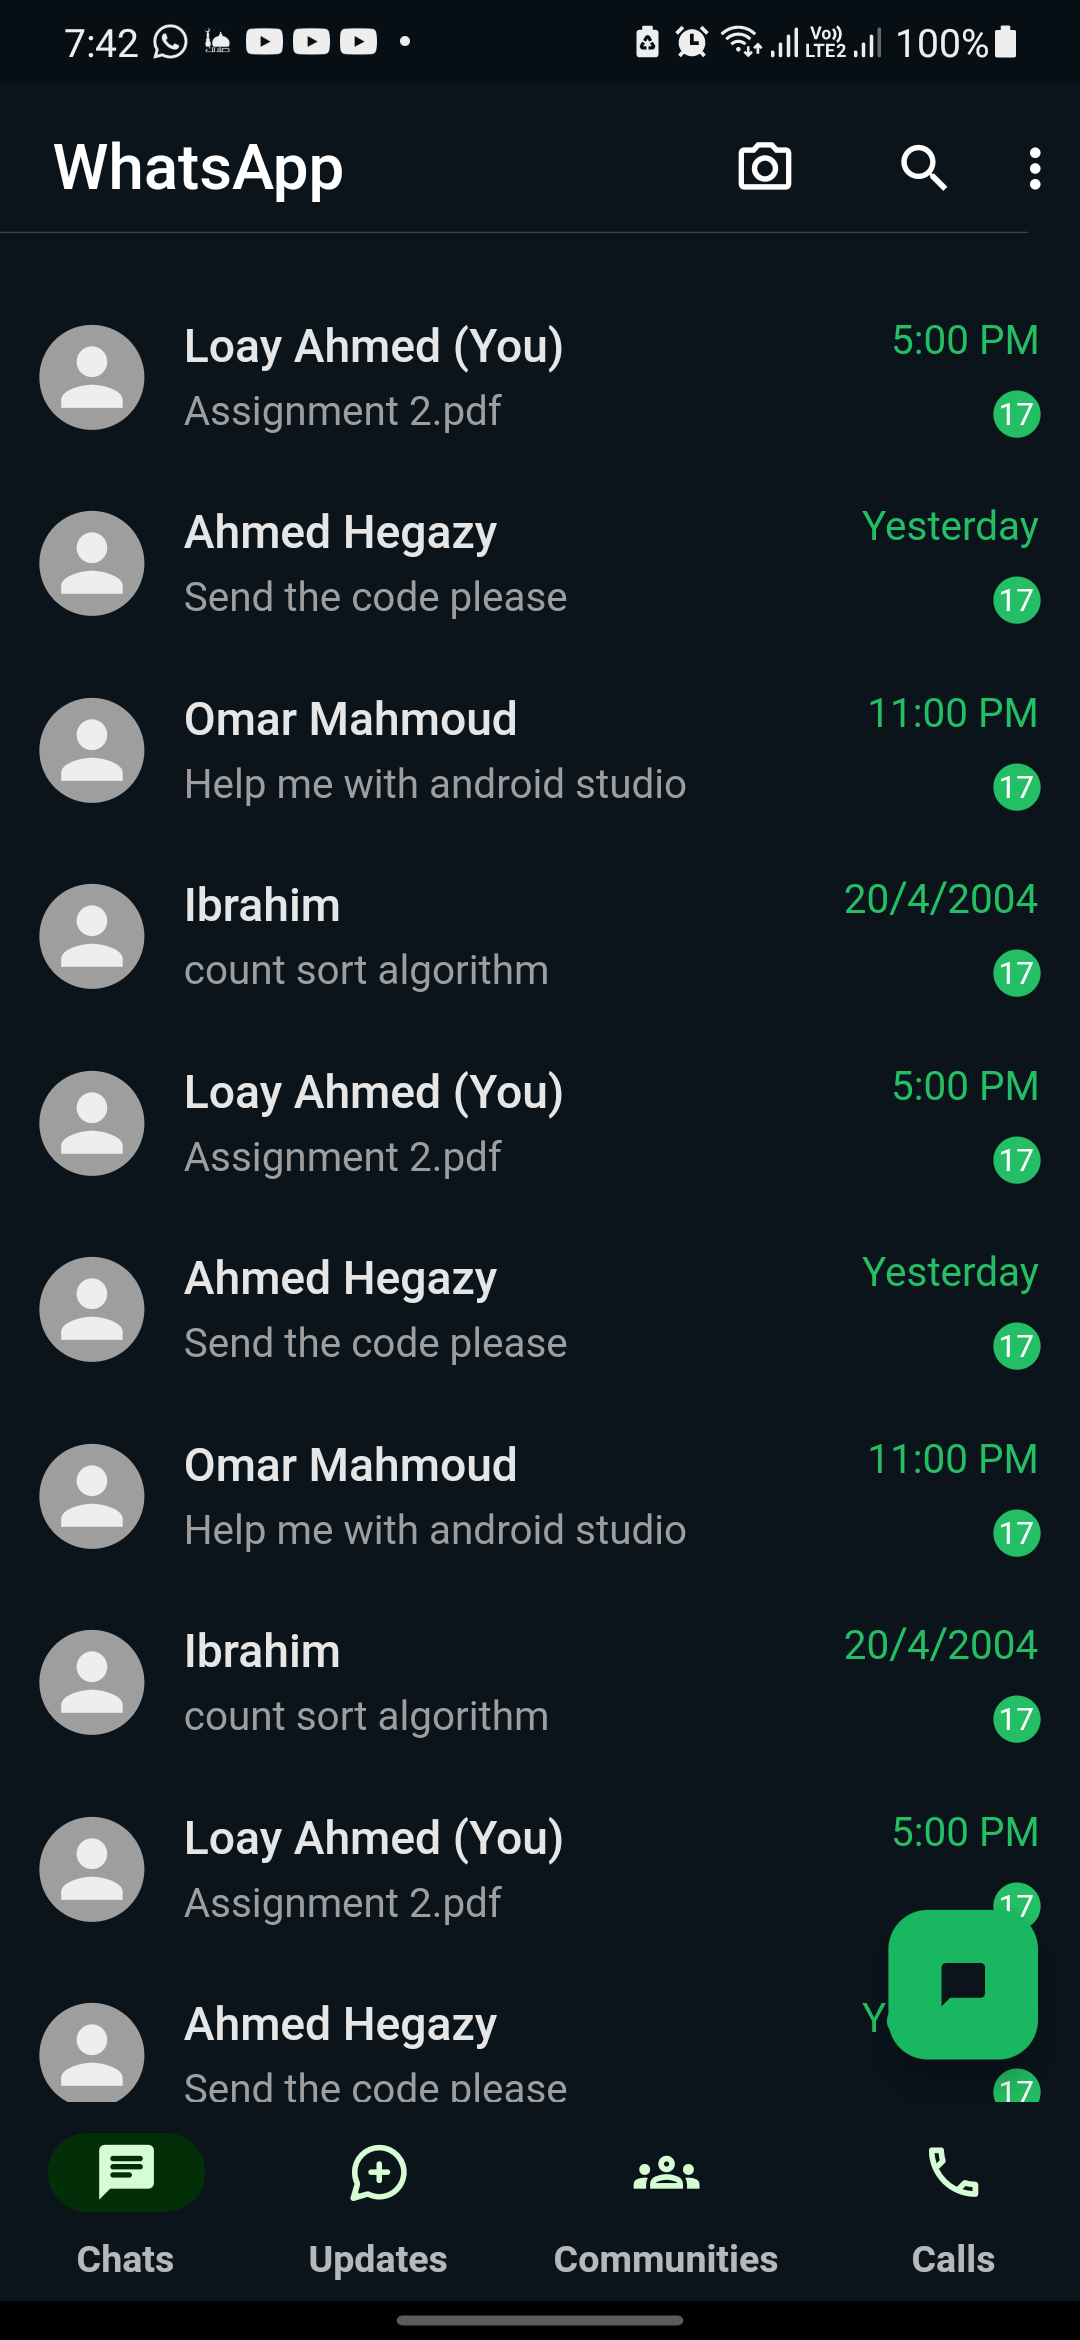 7:42 Vo)) LTE2 100%
WhatsApp
Loay Ahmed (You) 5:00 PM
Assignment 2.pdf 17
Ahmed Hegazy Yesterday
Send the code please 17
Omar Mahmoud 11:00 PM
Help me with android studio 17
Ibrahim 20/4/2004
count sort algorithm 17
Loay Ahmed (You) 5:00 PM
Assignment 2.pdf 17
Ahmed Hegazy Yesterday
Send the code please 17
Omar Mahmoud 11:00 PM
Help me with android studio 17
Ibrahim 20/4/2004
count sort algorithm 17
Loay Ahmed (You) 5:00 PM
Assignment 2.pdf 17
Ahmed Hegazy
Send the code please 17
Chats Updates Communities Calls